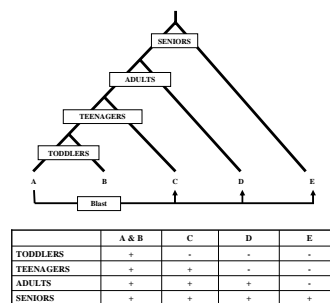 SENIORS
ADULTS
TEENAGERS
TODDLERS
A B C D E
Blast
A & B C D E
TODDLERS + - - -
TEENAGERS + + - -
ADULTS + + + -
SENIORS + + + +